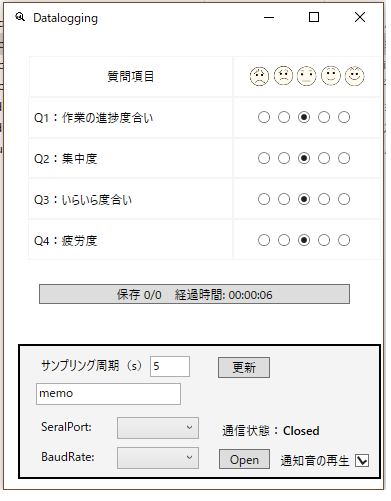 Datalogging
質問項目
Q1：作業の進捗度合い
Q2：集中度
Q3：いらいら度合い
Q4：疲労度
保存 0/0 経過時間: 00:00:06
サンプリング周期（s） 5 更新
memo
SeralPort: 通信状態：Closed
BaudRate: Open 通知音の再生